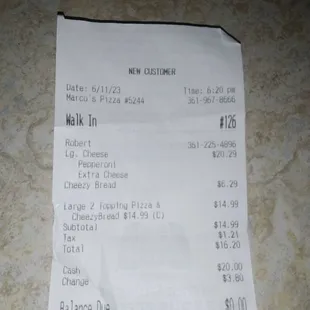 NEW CUSTOMER
Date: 6/11/23 Time: 6:20 pm
Marco's Pizza #5244 361-967-8666
Walk In #126
Robert 361-225-4896
Lg. Cheese $20.29
Pepperoni
Extra Cheese
Cheezy Bread $6.29
Large 2 Topping Pizza & $14.99
CheezyBread $14.99 (C)
Subtotal $14.99
Tax $1.21
Total $16.20
Cash $20.00
Change $3.80
Balance Due $0.00